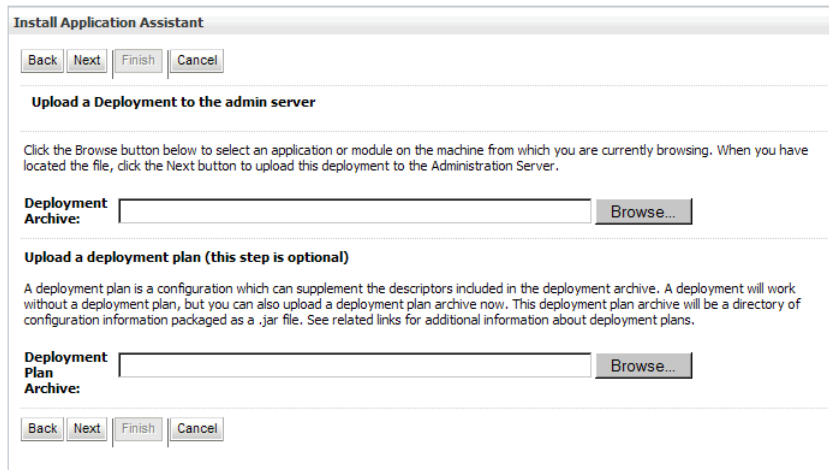 Install Application Assistant
Back Next Finish Cancel
Upload a Deployment to the admin server
Click the Browse button below to select an application or module on the machine from which you are currently browsing. When you have
located the file, click the Next button to upload this deployment to the Administration Server.
Deployment
Archive:
Browse...
Upload a deployment plan (this step is optional)
A deployment plan is a configuration which can supplement the descriptors included in the deployment archive. A deployment will work
without a deployment plan, but you can also upload a deployment plan archive now. This deployment plan archive will be a directory of
configuration information packaged as a .jar file. See related links for additional information about deployment plans.
Deployment
Plan
Archive:
Browse...
Back Next Finish Cancel